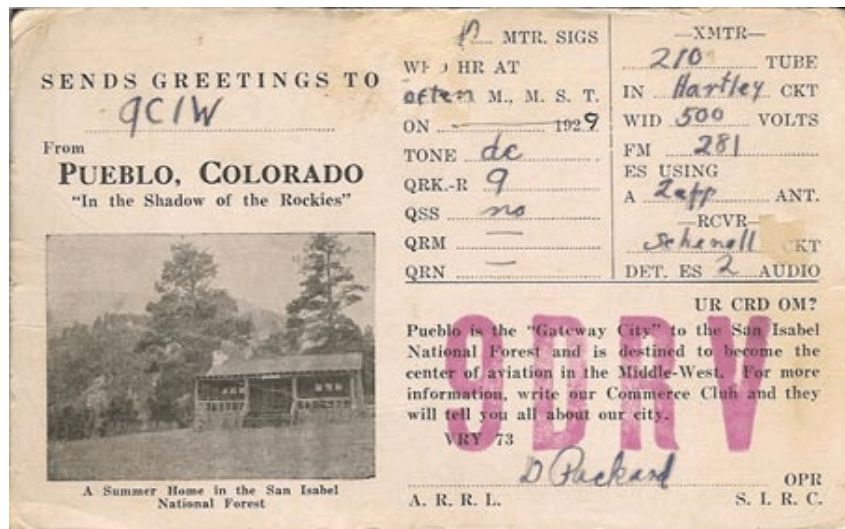 SENDS GREETINGS TO
9CIW
From
PUEBLO, COLORADO
"In the Shadow of the Rockies"
A Summer Home in the San Isabel
National Forest
MTR. SIGS
HR AT
often M., M. S. T.
ON 1929
TONE dc
QRK.-R 9
QSS no
QRM —
QRN —
—XMTR—
210 TUBE
IN Hartley CKT
WID 500 VOLTS
FM 281
ES USING
A Zepp ANT.
—RCVR—
Schenell CKT
DET. ES 2 AUDIO
UR CRD OM?
Pueblo is the "Gateway City" to the San Isabel
National Forest and is destined to become the
center of aviation in the Middle-West. For more
information, write our Commerce Club and they
will tell you all about our city.
9DRV
VRY 73
D Packard OPR
A. R. R. L. S. I. R. C.